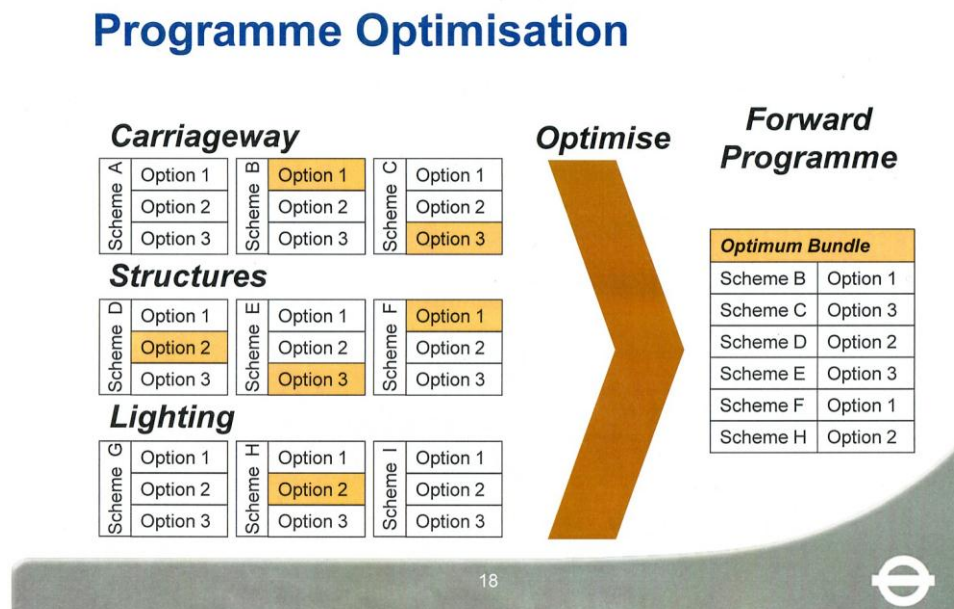 Programme Optimisation
Carriageway
Scheme A
Option 1
Option 2
Option 3
Scheme B
Option 1
Option 2
Option 3
Scheme C
Option 1
Option 2
Option 3
Structures
Scheme D
Option 1
Option 2
Option 3
Scheme E
Option 1
Option 2
Option 3
Scheme F
Option 1
Option 2
Option 3
Lighting
Scheme G
Option 1
Option 2
Option 3
Scheme H
Option 1
Option 2
Option 3
Scheme I
Option 1
Option 2
Option 3
Optimise
Forward
Programme
Optimum Bundle
Scheme B Option 1
Scheme C Option 3
Scheme D Option 2
Scheme E Option 3
Scheme F Option 1
Scheme H Option 2
18